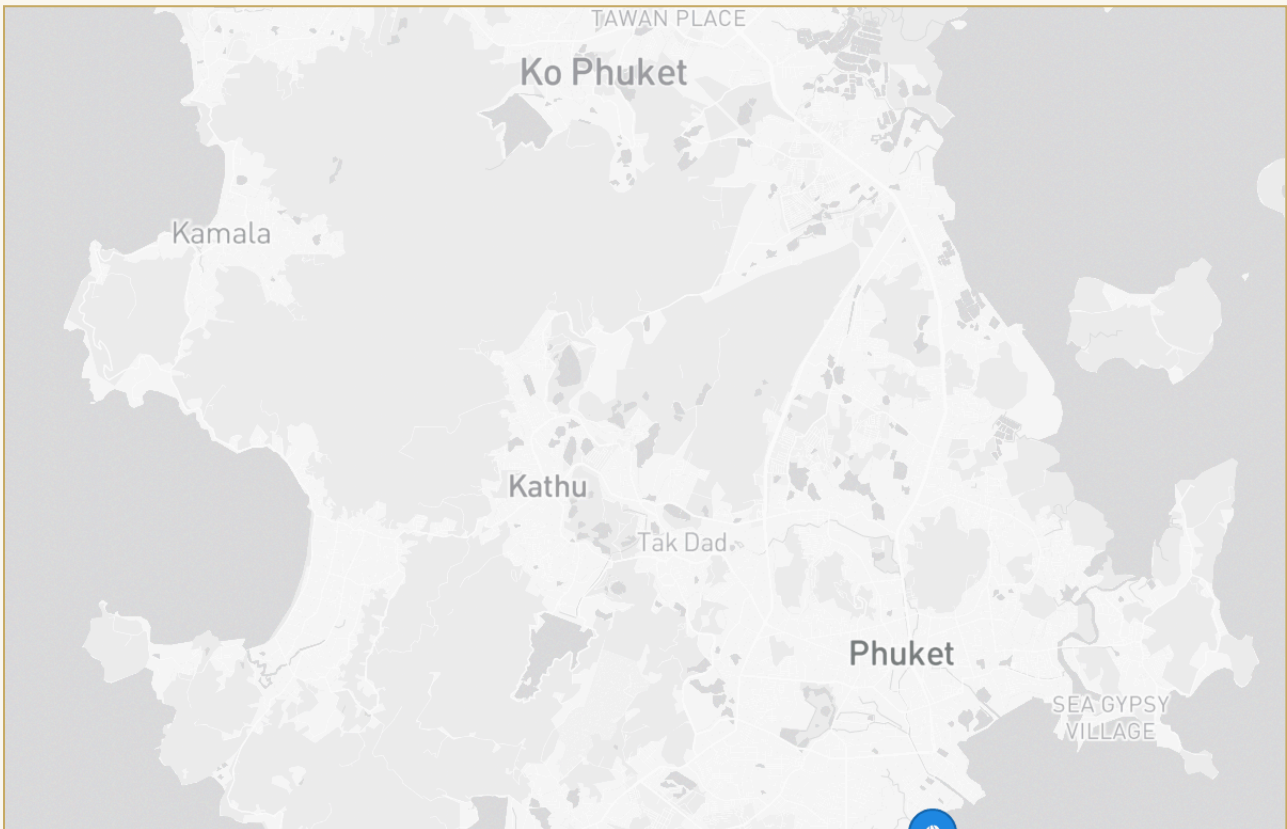 TAWAN PLACE
Ko Phuket
Kamala
Kathu
Tak Dad
Phuket
SEA GYPSY
VILLAGE